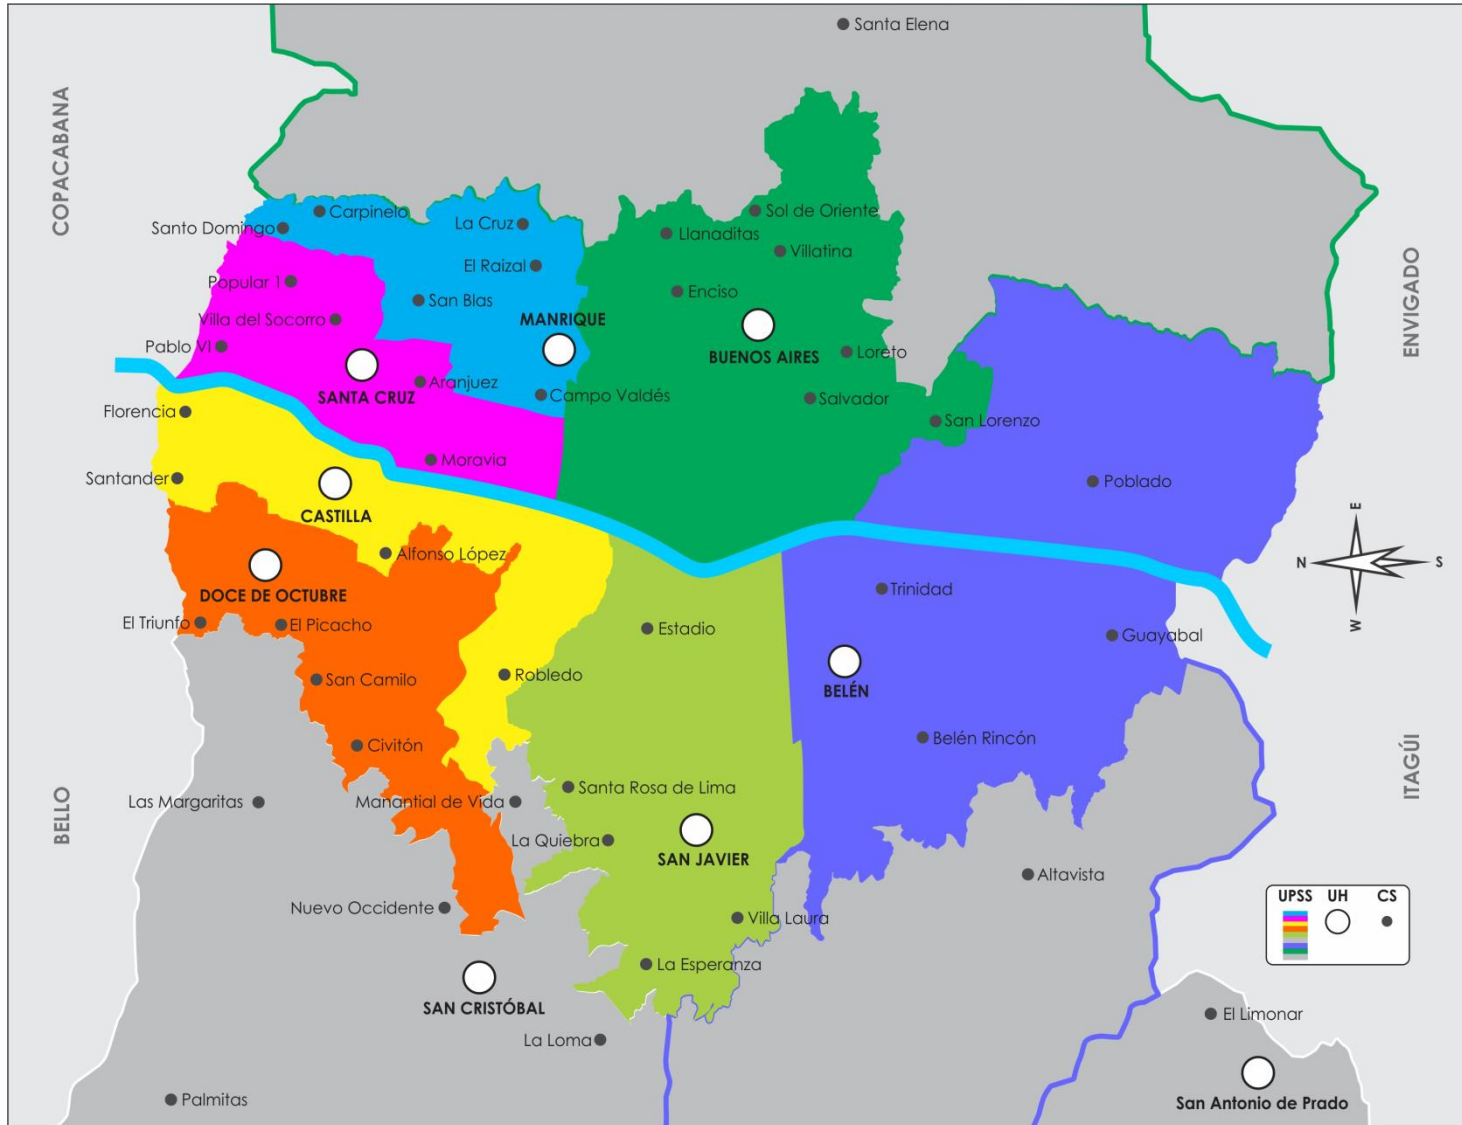 Santa Elena
COPACABANA
Carpinelo
Santo Domingo
La Cruz
Sol de Oriente
Llanaditas
Villatina
El Raizal
Popular 1
San Blas
Enciso
ENVIGADO
Villa del Socorro
MANRIQUE
Pablo VI
BUENOS AIRES
Loreto
Aranjuez
SANTA CRUZ
Campo Valdés
Salvador
Florencia
San Lorenzo
Moravia
Santander
Poblado
CASTILLA
E
N
S
W
Alfonso López
DOCE DE OCTUBRE
Trinidad
El Triunfo
El Picacho
Estadio
Guayabal
San Camilo
Robledo
BELÉN
Civitón
Belén Rincón
ITAGÚI
BELLO
Las Margaritas
Manantial de Vida
Santa Rosa de Lima
La Quiebra
SAN JAVIER
Altavista
UPSS UH CS
Nuevo Occidente
Villa Laura
La Esperanza
SAN CRISTÓBAL
El Limonar
La Loma
Palmitas
San Antonio de Prado